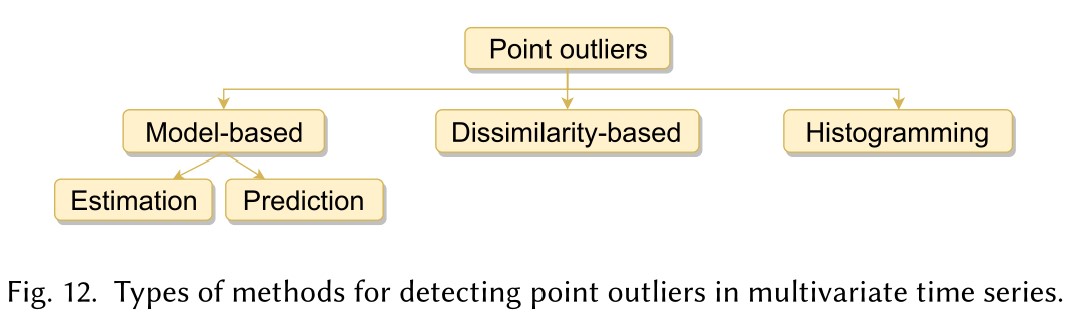 Point outliers
Model-based
Dissimilarity-based
Histogramming
Estimation
Prediction
Fig. 12. Types of methods for detecting point outliers in multivariate time series.